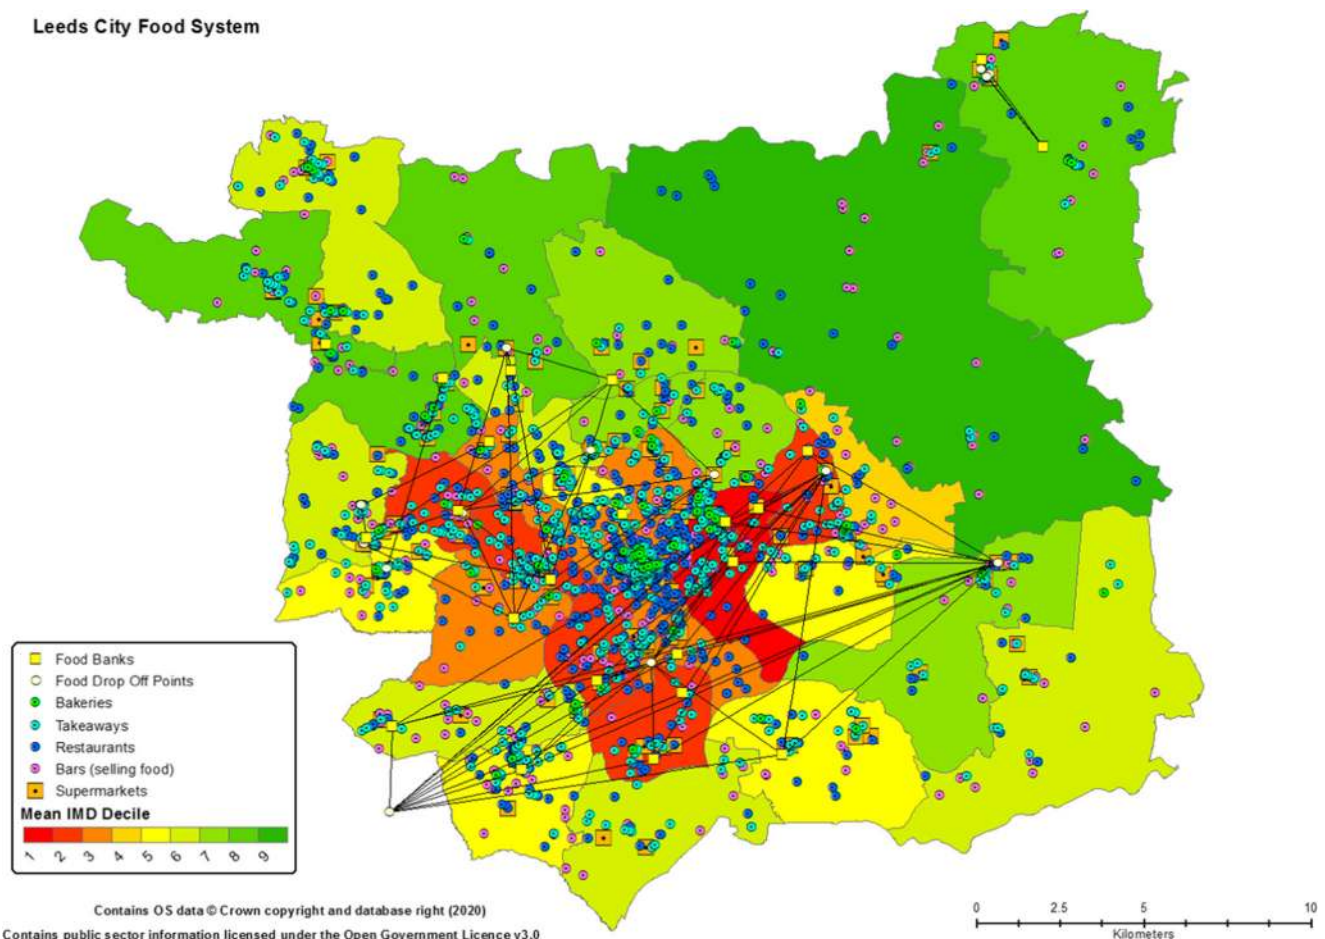 Leeds City Food System
Food Banks
Food Drop Off Points
Bakeries
Takeaways
Restaurants
Bars (selling food)
Supermarkets
Mean IMD Decile
1 2 3 4 5 6 7 8 9
Contains OS data © Crown copyright and database right (2020)
Contains public sector information licensed under the Open Government Licence v3.0
0 2.5 5 10
Kilometers